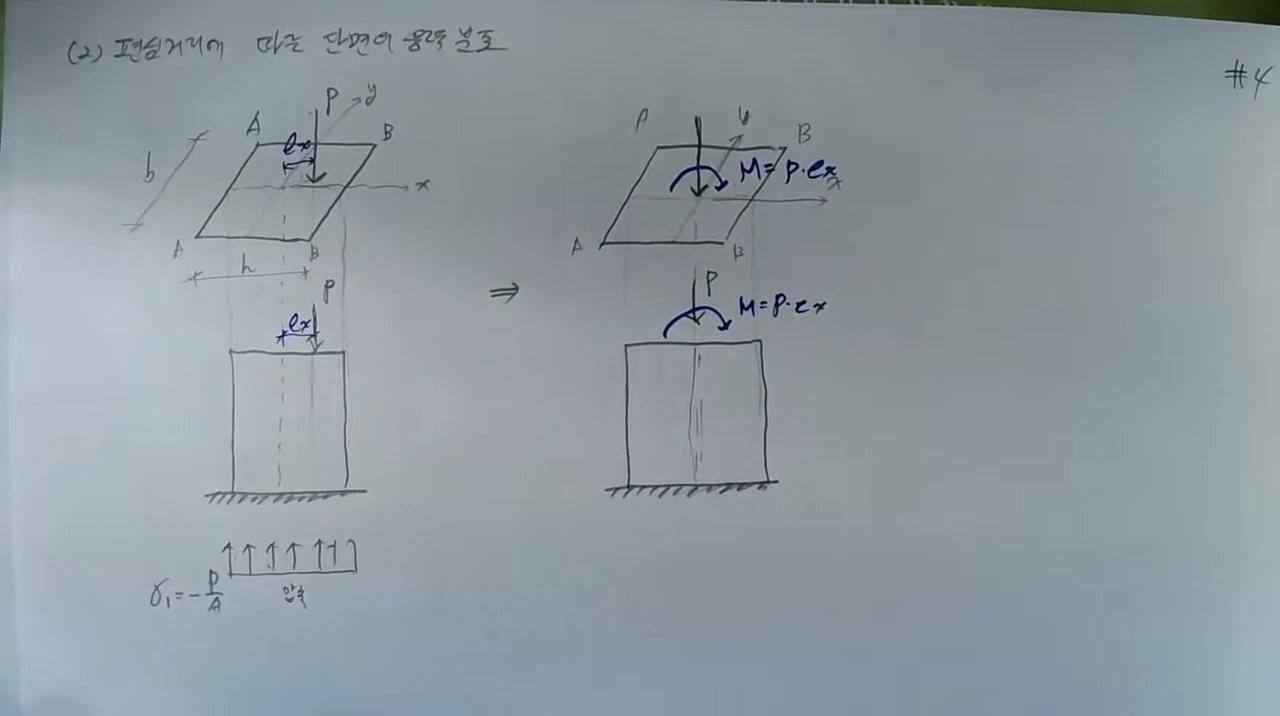 (2) 편심거리에 따른 단면의 응력 분포
#4
P
y
A
B
ex
b
x
A
B
h
P
ex
⇒
A
B
M = P·ex
x
A
B
P
M = P·ex
σ₁ = - P/A
압축